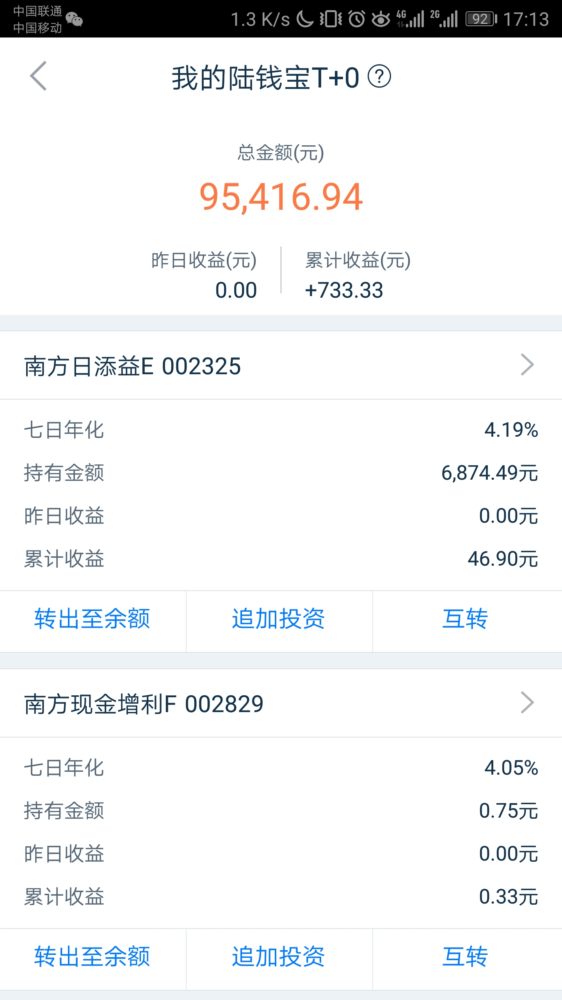 中国联通
中国移动
1.3 K/s 4G 2G 92 17:13
我的陆钱宝T+0 ?
总金额(元)
95,416.94
昨日收益(元) 累计收益(元)
0.00 +733.33
南方日添益E 002325
七日年化 4.19%
持有金额 6,874.49元
昨日收益 0.00元
累计收益 46.90元
转出至余额 追加投资 互转
南方现金增利F 002829
七日年化 4.05%
持有金额 0.75元
昨日收益 0.00元
累计收益 0.33元
转出至余额 追加投资 互转